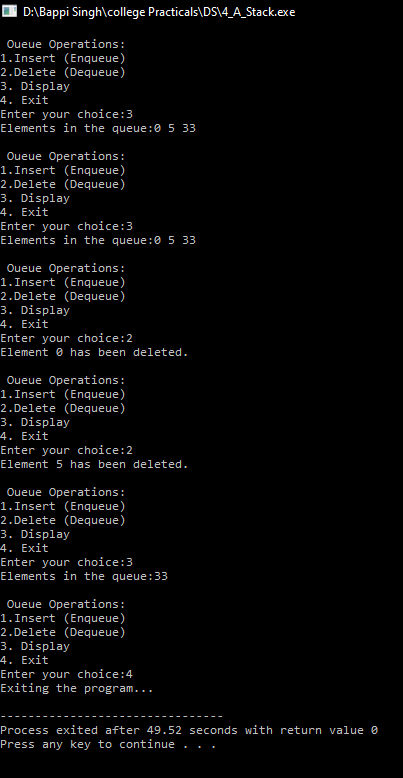 D:\Bappi Singh\college Practicals\DS\4_A_Stack.exe
Queue Operations:
1.Insert (Enqueue)
2.Delete (Dequeue)
3. Display
4. Exit
Enter your choice:3
Elements in the queue:0 5 33
Queue Operations:
1.Insert (Enqueue)
2.Delete (Dequeue)
3. Display
4. Exit
Enter your choice:3
Elements in the queue:0 5 33
Queue Operations:
1.Insert (Enqueue)
2.Delete (Dequeue)
3. Display
4. Exit
Enter your choice:2
Element 0 has been deleted.
Queue Operations:
1.Insert (Enqueue)
2.Delete (Dequeue)
3. Display
4. Exit
Enter your choice:2
Element 5 has been deleted.
Queue Operations:
1.Insert (Enqueue)
2.Delete (Dequeue)
3. Display
4. Exit
Enter your choice:3
Elements in the queue:33
Queue Operations:
1.Insert (Enqueue)
2.Delete (Dequeue)
3. Display
4. Exit
Enter your choice:4
Exiting the program...
--------------------------------
Process exited after 49.52 seconds with return value 0
Press any key to continue . . .